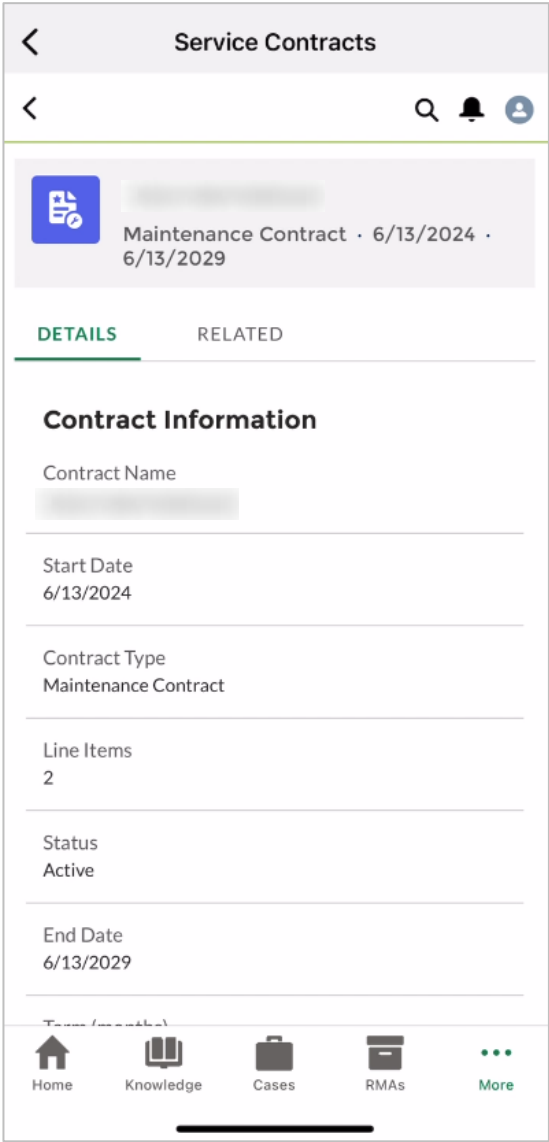 Service Contracts
Maintenance Contract · 6/13/2024 ·
6/13/2029
DETAILS RELATED
Contract Information
Contract Name
Start Date
6/13/2024
Contract Type
Maintenance Contract
Line Items
2
Status
Active
End Date
6/13/2029
Term (months)
Home Knowledge Cases RMAs More